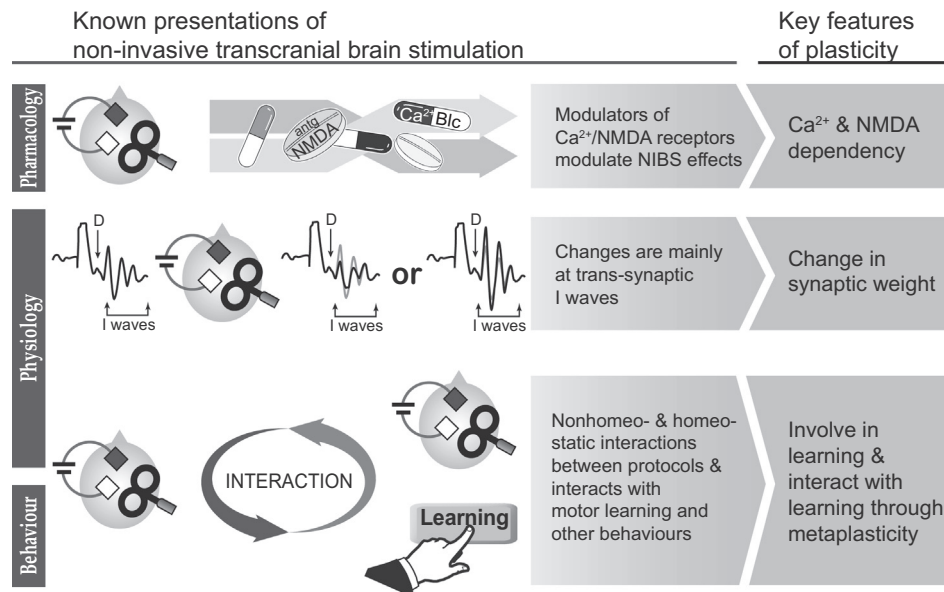 Known presentations of
non-invasive transcranial brain stimulation
Key features
of plasticity
Pharmacology
antg
NMDA
Ca²⁺ Blc
Modulators of
Ca²⁺/NMDA receptors
modulate NIBS effects
Ca²⁺ & NMDA
dependency
Physiology
D
I waves
D
I waves
or
D
I waves
Changes are mainly
at trans-synaptic
I waves
Change in
synaptic weight
Behaviour
INTERACTION
Learning
Nonhomeo- & homeo-
static interactions
between protocols &
interacts with
motor learning and
other behaviours
Involve in
learning &
interact with
learning through
metaplasticity